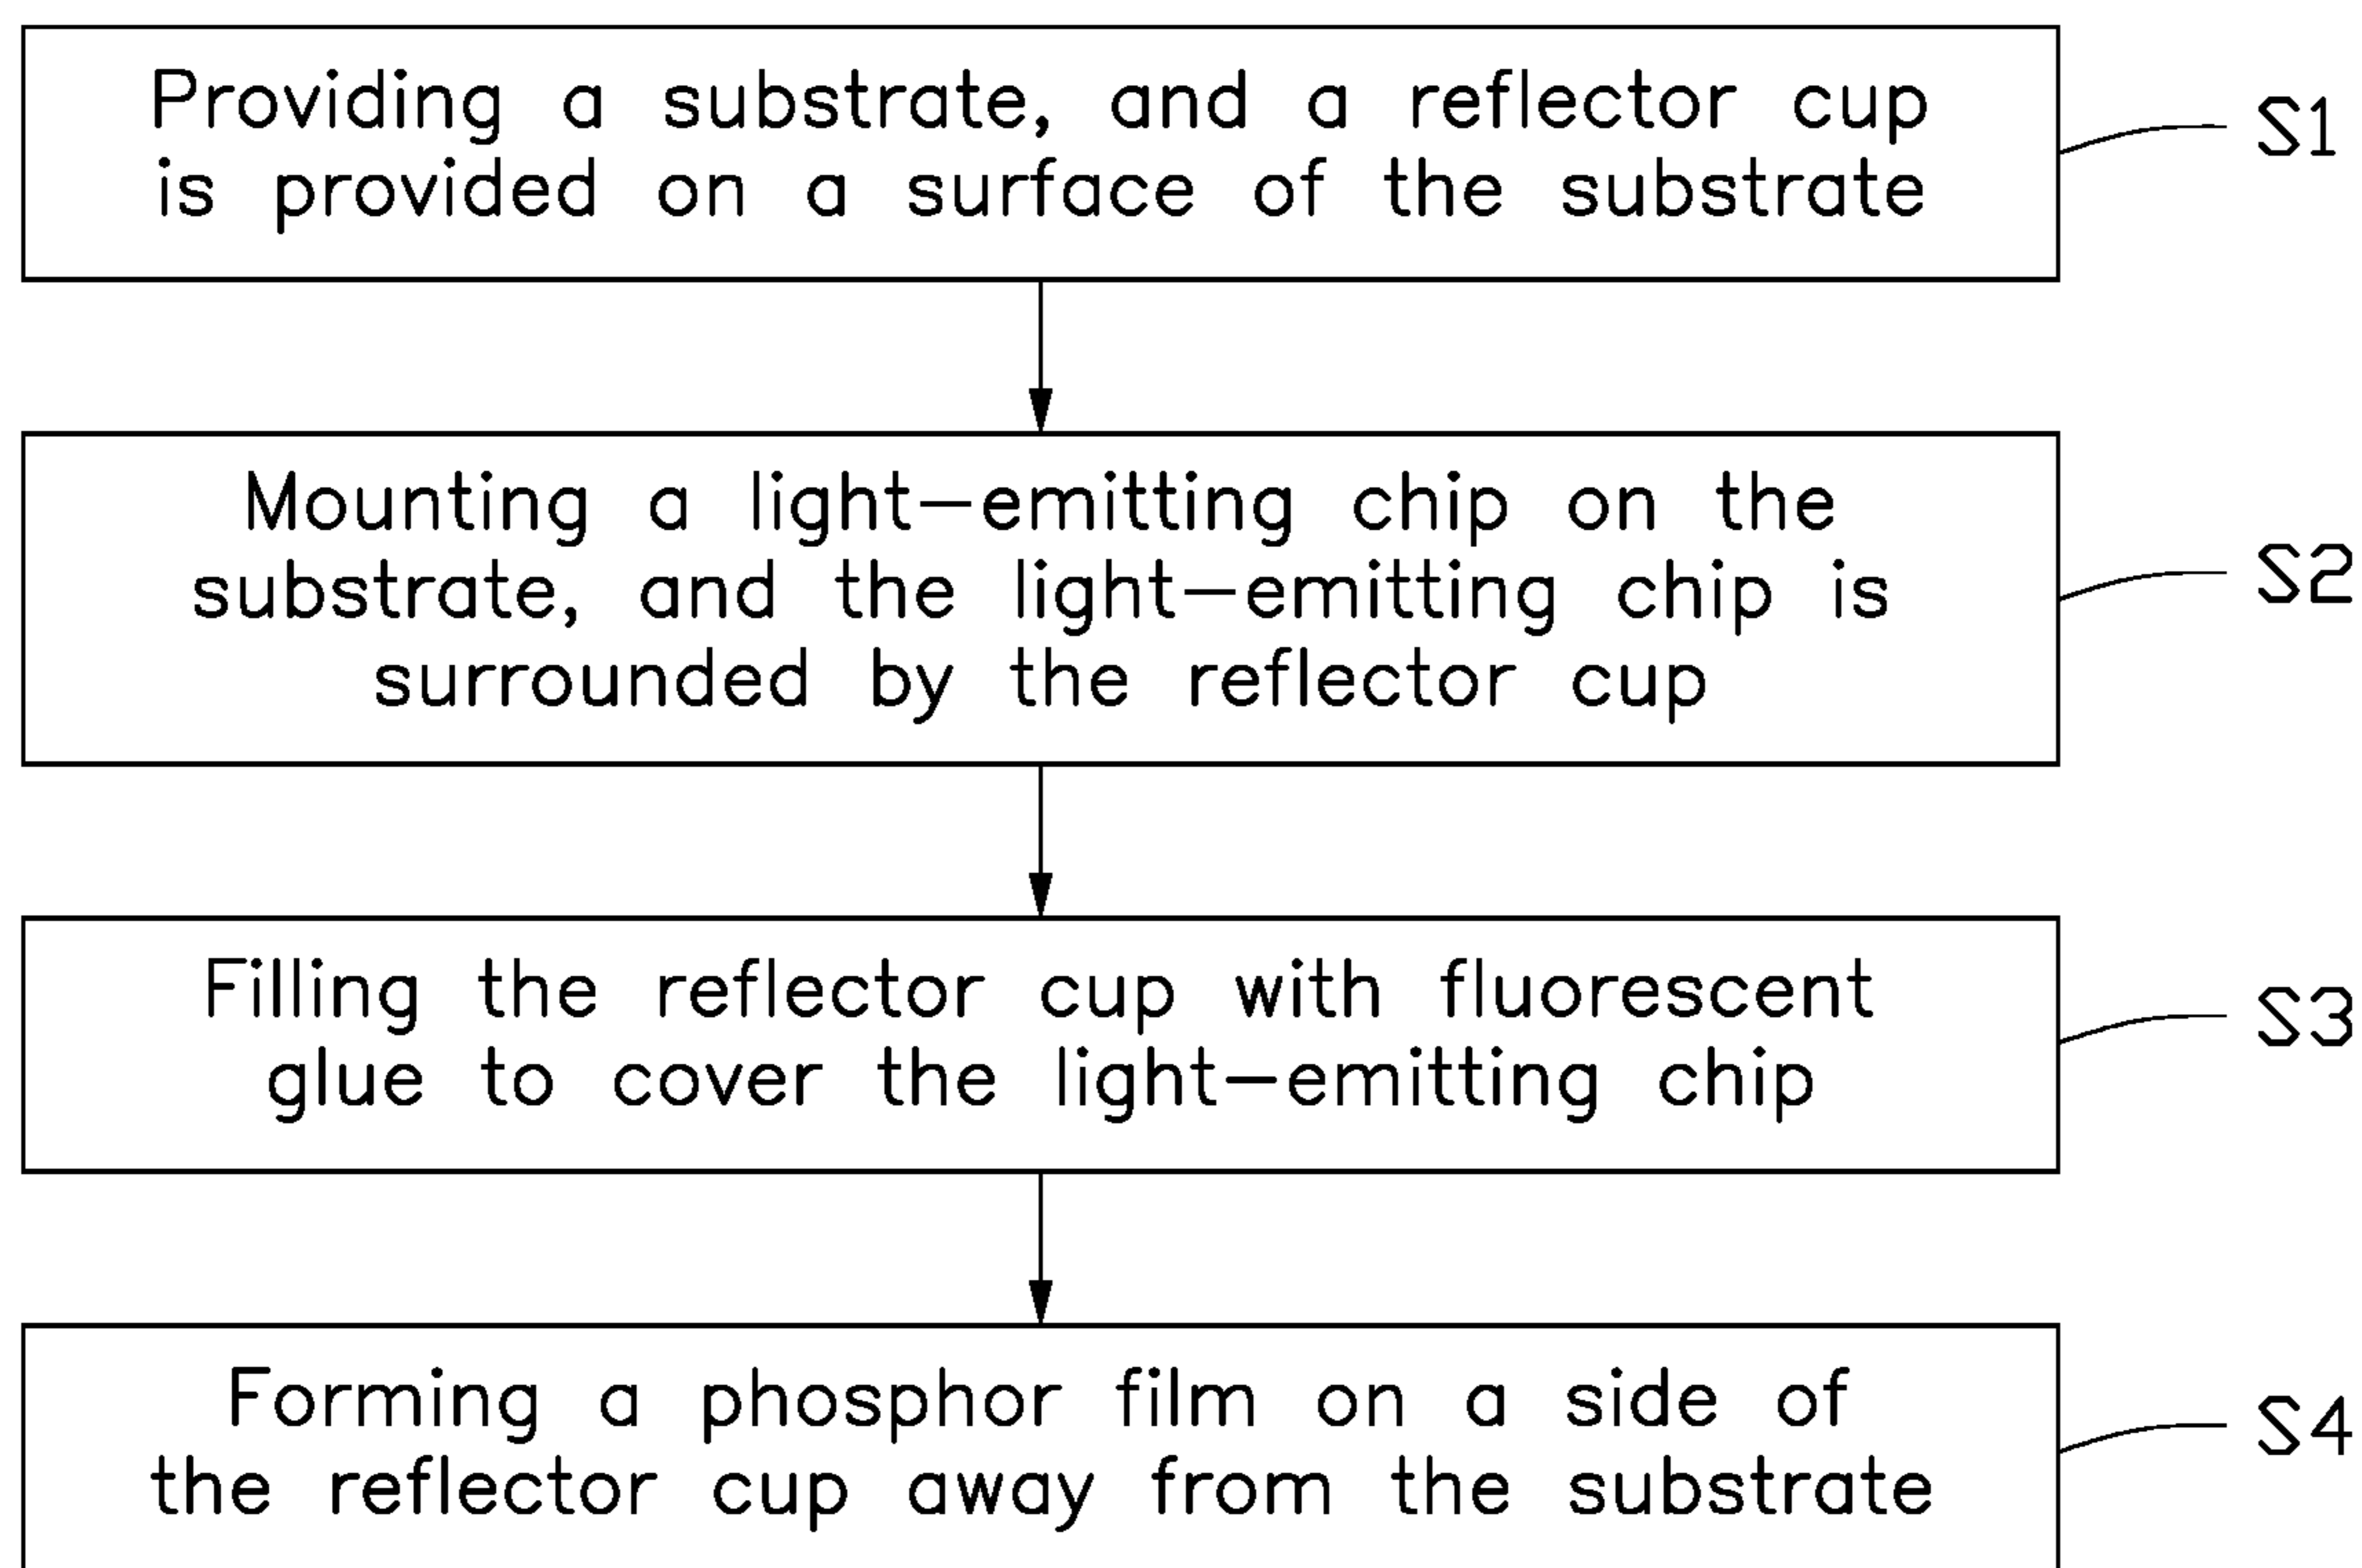 Providing a substrate, and a reflector cup
is provided on a surface of the substrate
S1
Mounting a light-emitting chip on the
substrate, and the light-emitting chip is
surrounded by the reflector cup
S2
Filling the reflector cup with fluorescent
glue to cover the light-emitting chip
S3
Forming a phosphor film on a side of
the reflector cup away from the substrate
S4